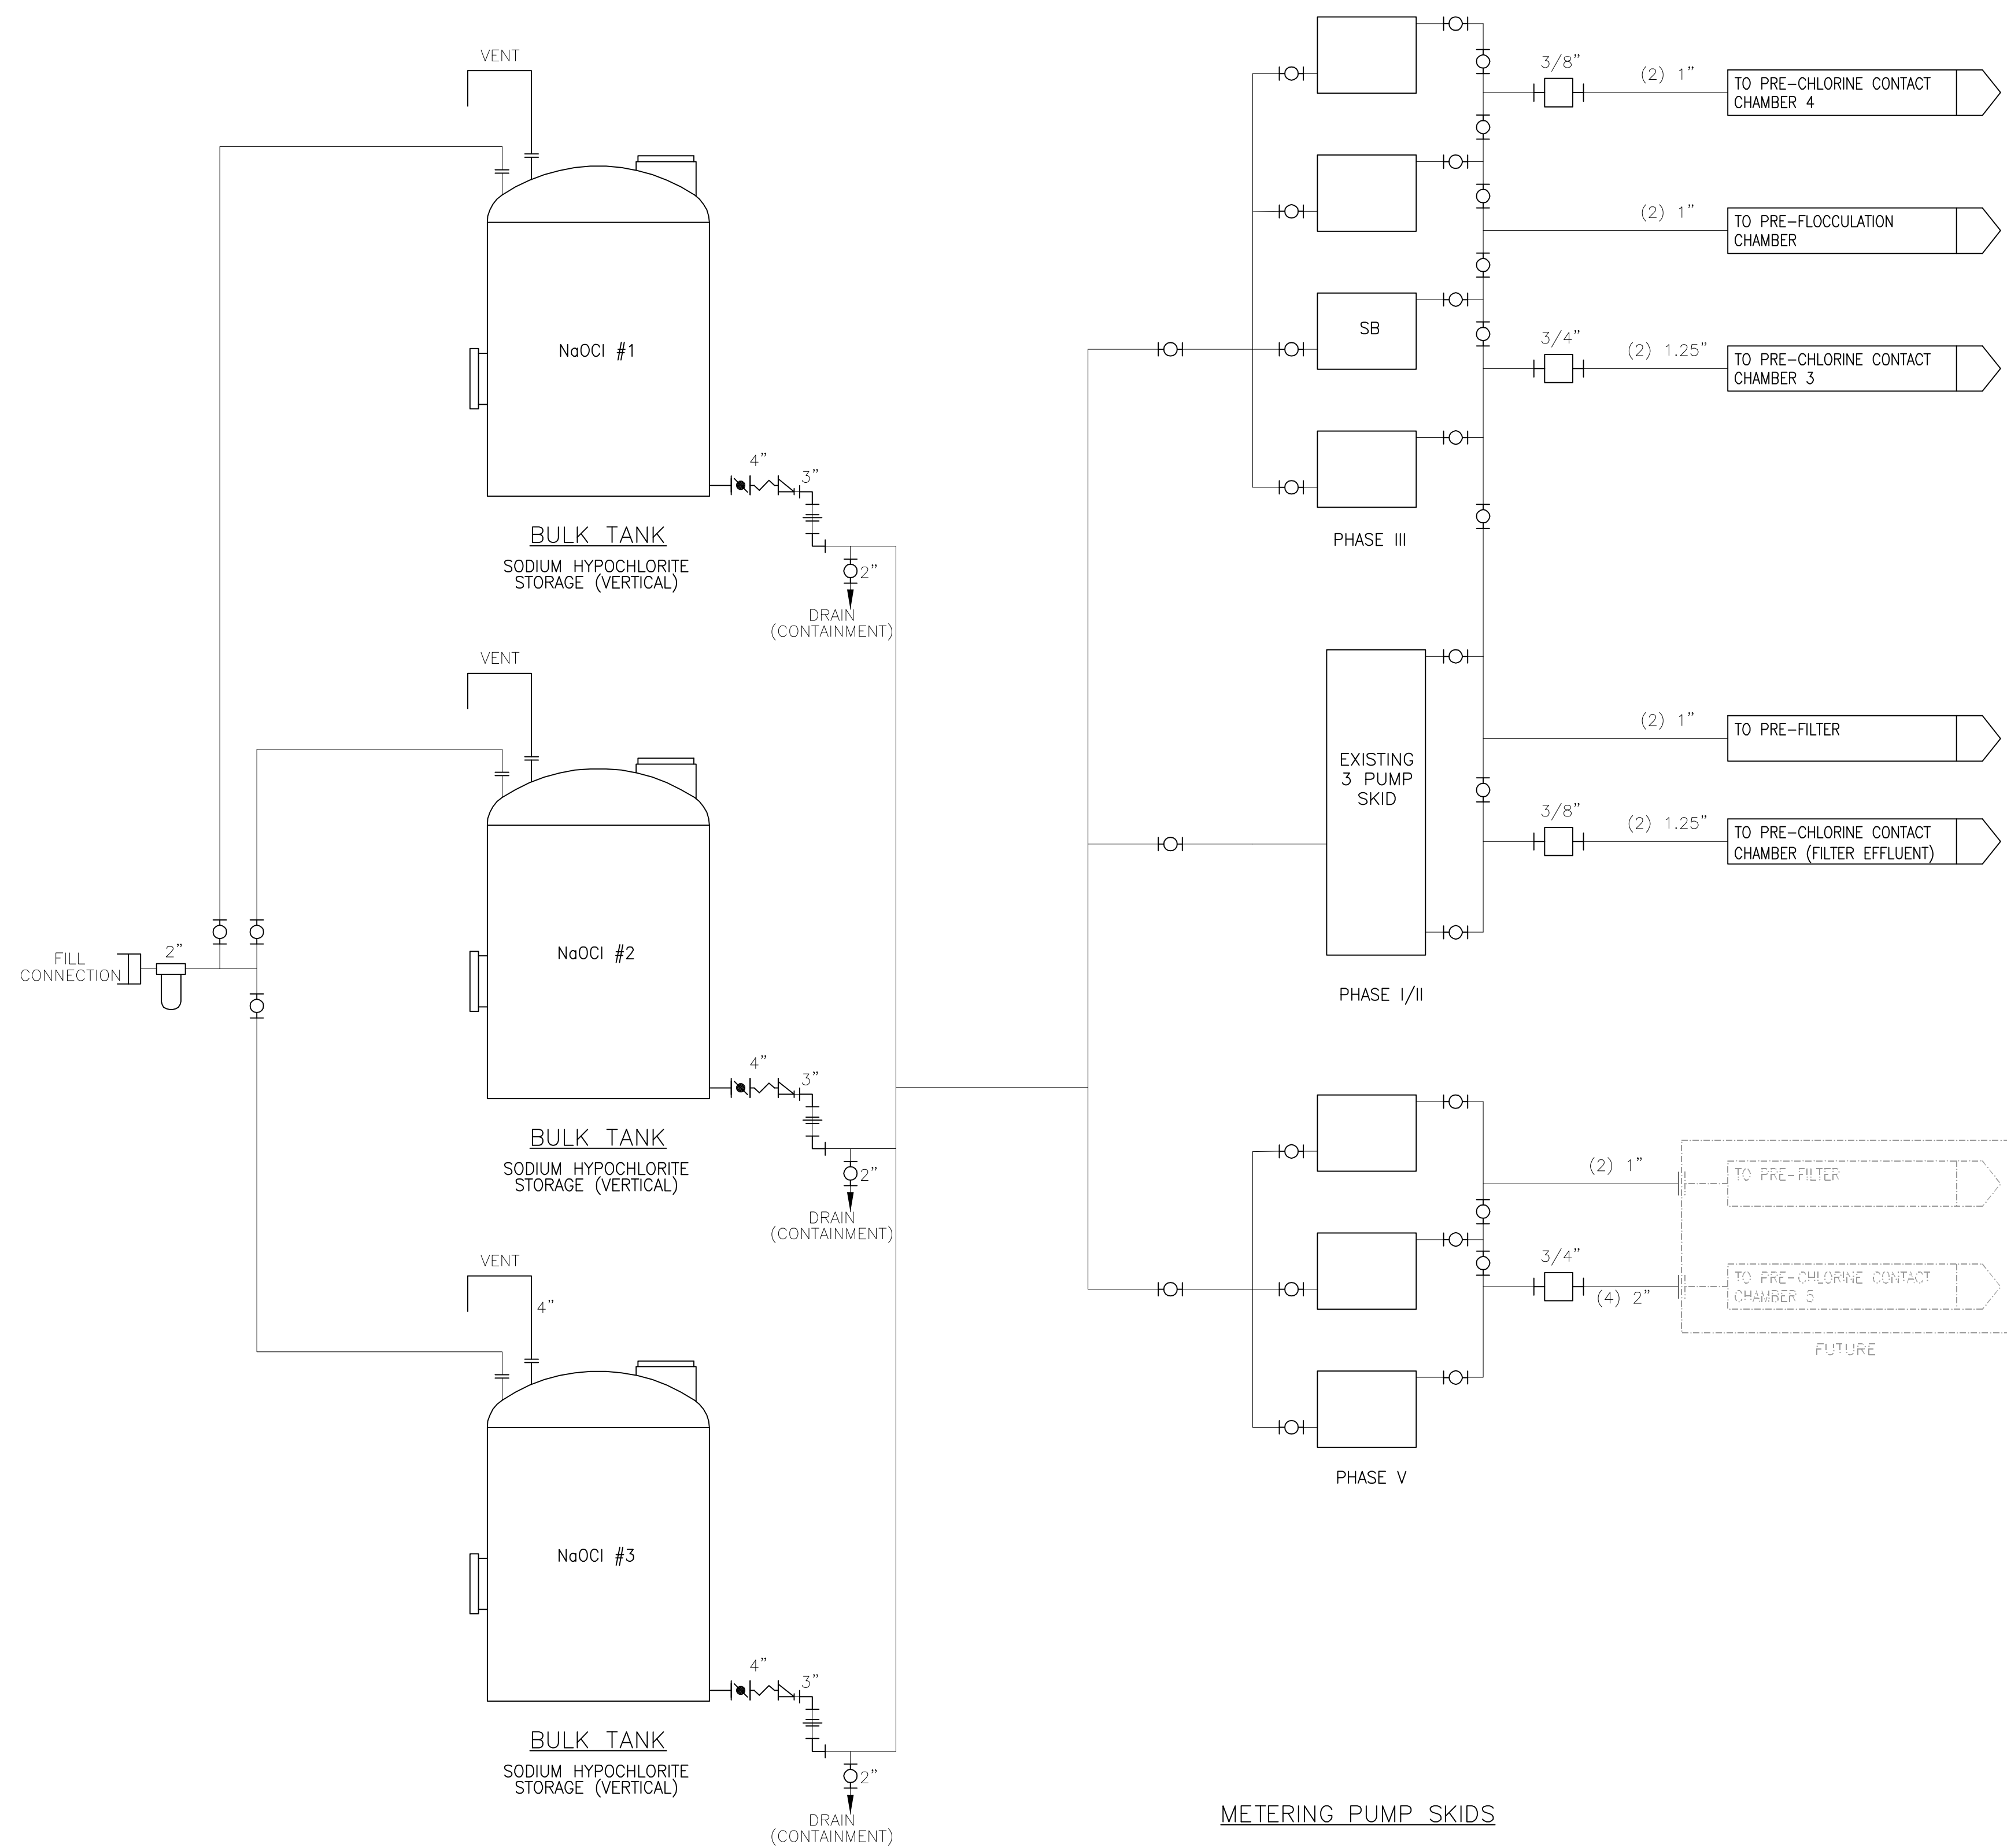 VENT
NaOCl #1
4”
3”
BULK TANK
SODIUM HYPOCHLORITE
STORAGE (VERTICAL)
2”
DRAIN
(CONTAINMENT)
VENT
FILL
CONNECTION
2”
NaOCl #2
4”
3”
BULK TANK
SODIUM HYPOCHLORITE
STORAGE (VERTICAL)
2”
DRAIN
(CONTAINMENT)
VENT
4”
NaOCl #3
4”
3”
BULK TANK
SODIUM HYPOCHLORITE
STORAGE (VERTICAL)
2”
DRAIN
(CONTAINMENT)
3/8”
(2) 1”
TO PRE-CHLORINE CONTACT
CHAMBER 4
(2) 1”
TO PRE-FLOCCULATION
CHAMBER
SB
3/4”
(2) 1.25”
TO PRE-CHLORINE CONTACT
CHAMBER 3
PHASE III
EXISTING
3 PUMP
SKID
(2) 1”
TO PRE-FILTER
3/8”
(2) 1.25”
TO PRE-CHLORINE CONTACT
CHAMBER (FILTER EFFLUENT)
PHASE I/II
(2) 1”
TO PRE-FILTER
3/4”
(4) 2”
TO PRE-CHLORINE CONTACT
CHAMBER 5
FUTURE
PHASE V
METERING PUMP SKIDS